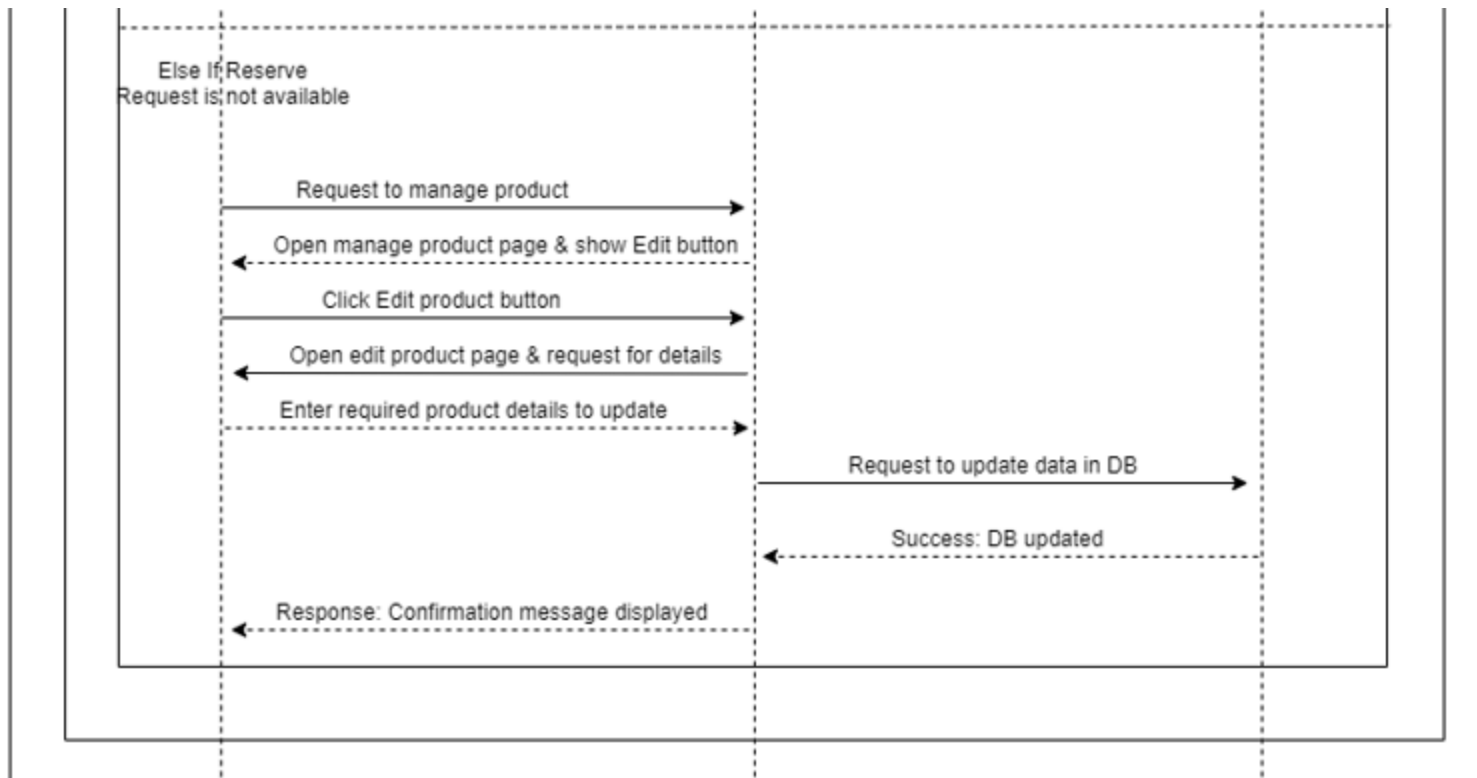 Else If Reserve
Request is not available
Request to manage product
Open manage product page & show Edit button
Click Edit product button
Open edit product page & request for details
Enter required product details to update
Request to update data in DB
Success: DB updated
Response: Confirmation message displayed